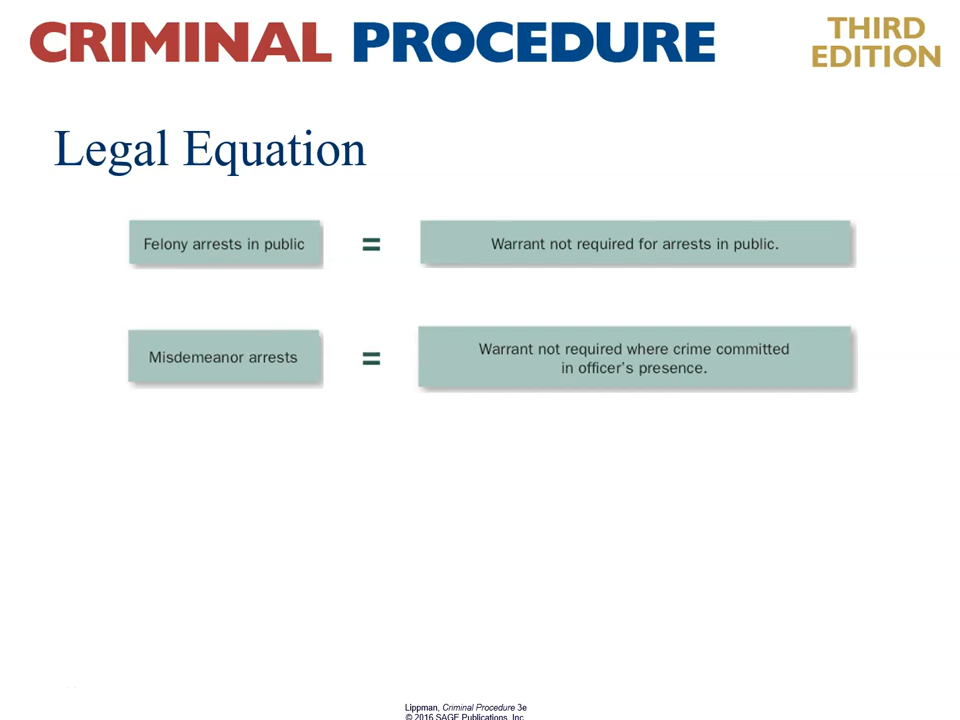 CRIMINAL PROCEDURE
THIRD
EDITION
Legal Equation
Felony arrests in public = Warrant not required for arrests in public.
Misdemeanor arrests = Warrant not required where crime committed
in officer's presence.
Lippman, Criminal Procedure 3e
© 2016 SAGE Publications, Inc.